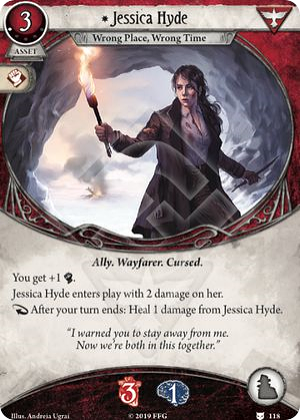 3
* Jessica Hyde
ASSET
Wrong Place, Wrong Time
Ally. Wayfarer. Cursed.
You get +1 .
Jessica Hyde enters play with 2 damage on her.
After your turn ends: Heal 1 damage from Jessica Hyde.
“I warned you to stay away from me.
Now we’re both in this together.”
3
1
Illus. Andreia Ugrai
© 2019 FFG
118